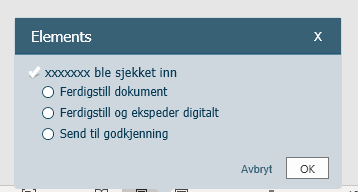 Elements X
xxxxxxx ble sjekket inn
Ferdigstill dokument
Ferdigstill og ekspeder digitalt
Send til godkjenning
Avbryt OK